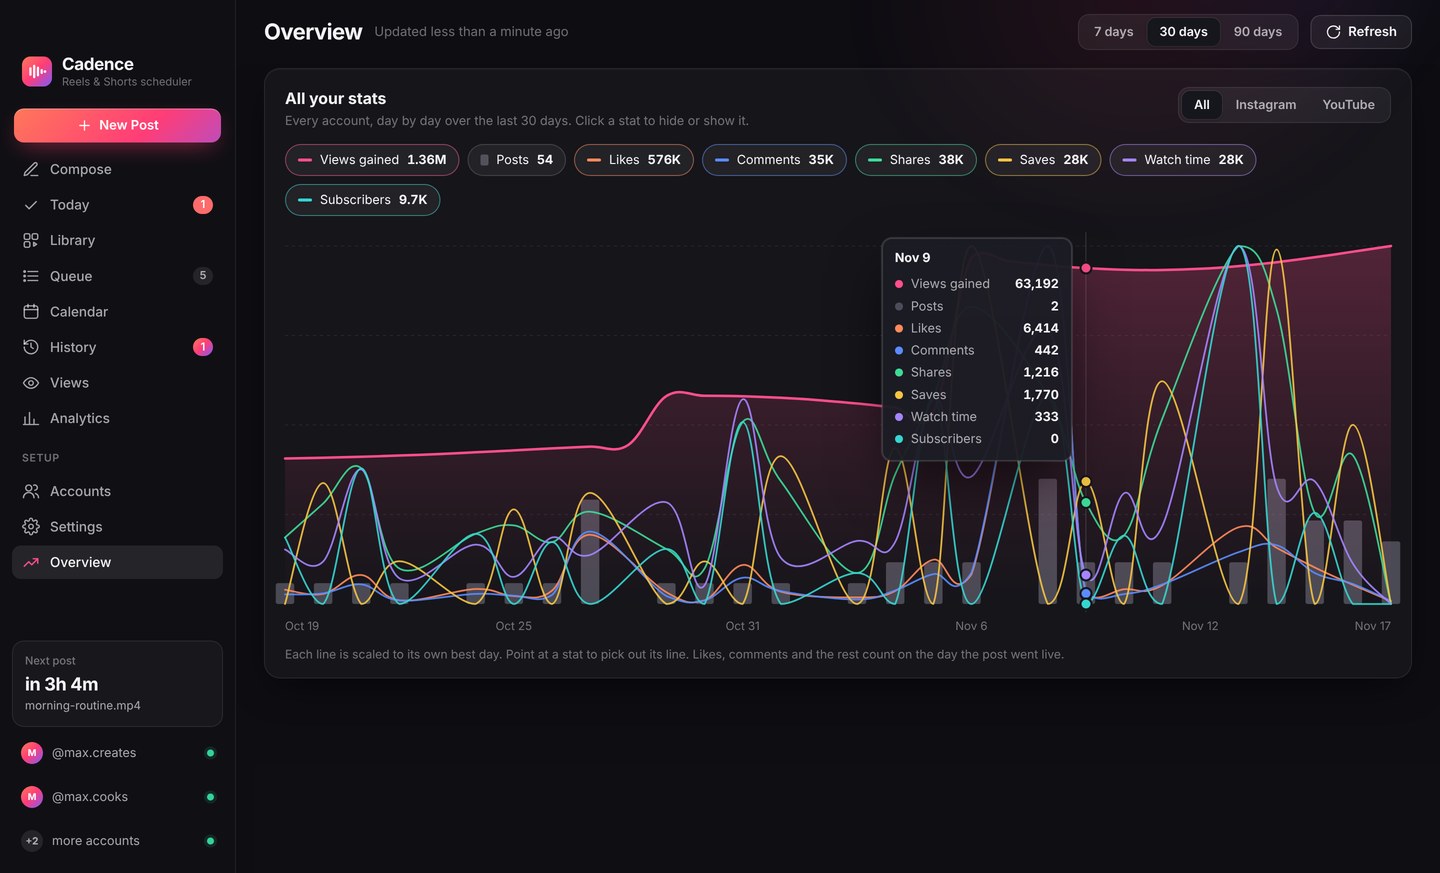 Overview
Updated less than a minute ago
7 days
30 days
90 days
Refresh
Cadence
Reels & Shorts scheduler
New Post
Compose
Today 1
Library
Queue 5
Calendar
History 1
Views
Analytics
SETUP
Accounts
Settings
Overview
Next post
in 3h 4m
morning-routine.mp4
M @max.creates
M @max.cooks
+2 more accounts
All your stats
Every account, day by day over the last 30 days. Click a stat to hide or show it.
All
Instagram
YouTube
Views gained 1.36M
Posts 54
Likes 576K
Comments 35K
Shares 38K
Saves 28K
Watch time 28K
Subscribers 9.7K
Nov 9
Views gained 63,192
Posts 2
Likes 6,414
Comments 442
Shares 1,216
Saves 1,770
Watch time 333
Subscribers 0
Oct 19
Oct 25
Oct 31
Nov 6
Nov 12
Nov 17
Each line is scaled to its own best day. Point at a stat to pick out its line. Likes, comments and the rest count on the day the post went live.